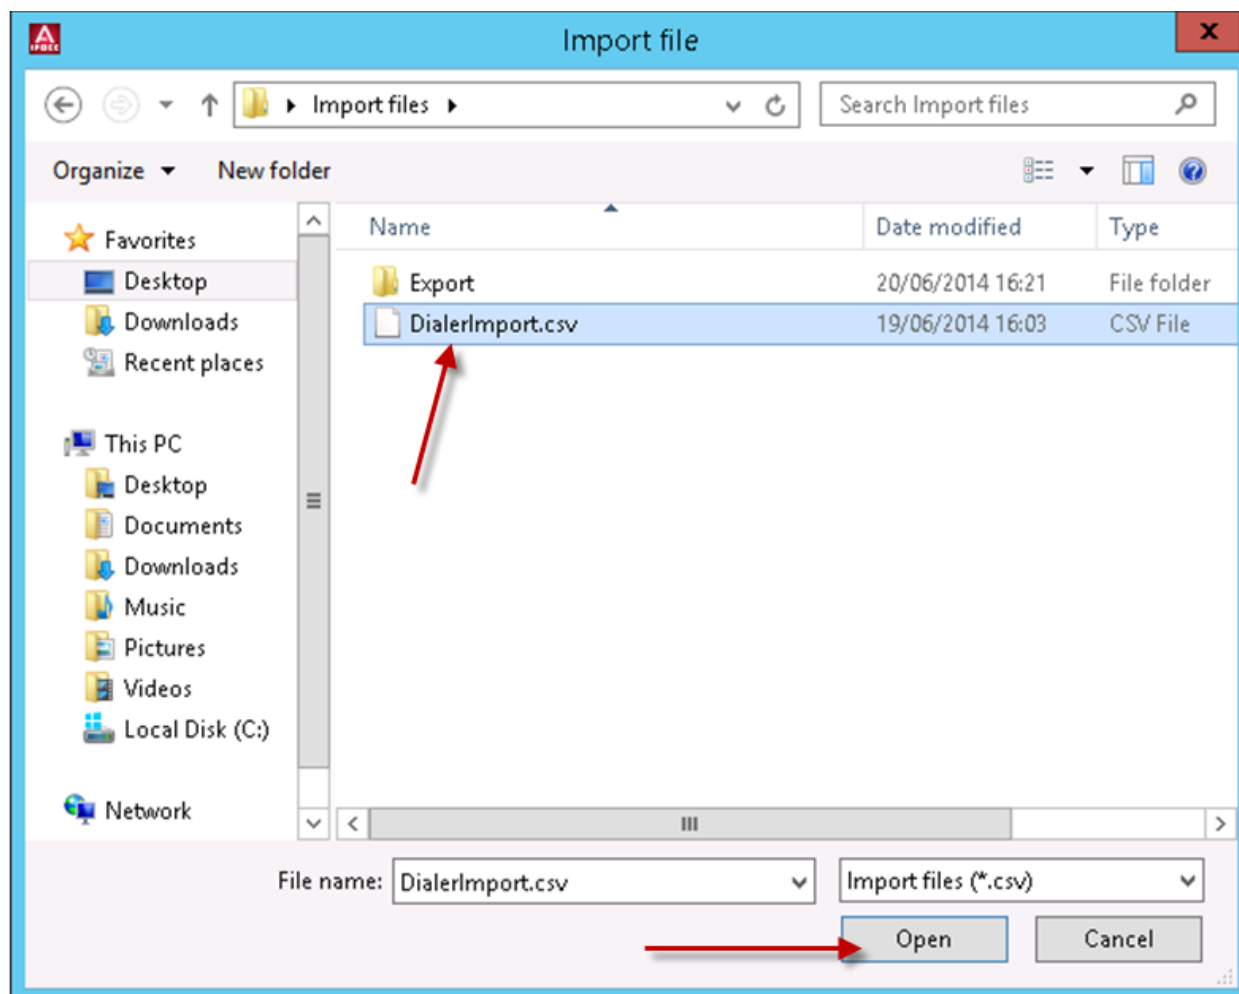 IPOCC
Import file
x
Import files
Search Import files
Organize New folder
Name Date modified Type
Favorites
Desktop
Downloads
Recent places
This PC
Desktop
Documents
Downloads
Music
Pictures
Videos
Local Disk (C:)
Network
Export 20/06/2014 16:21 File folder
DialerImport.csv 19/06/2014 16:03 CSV File
File name: DialerImport.csv Import files (*.csv)
Open Cancel